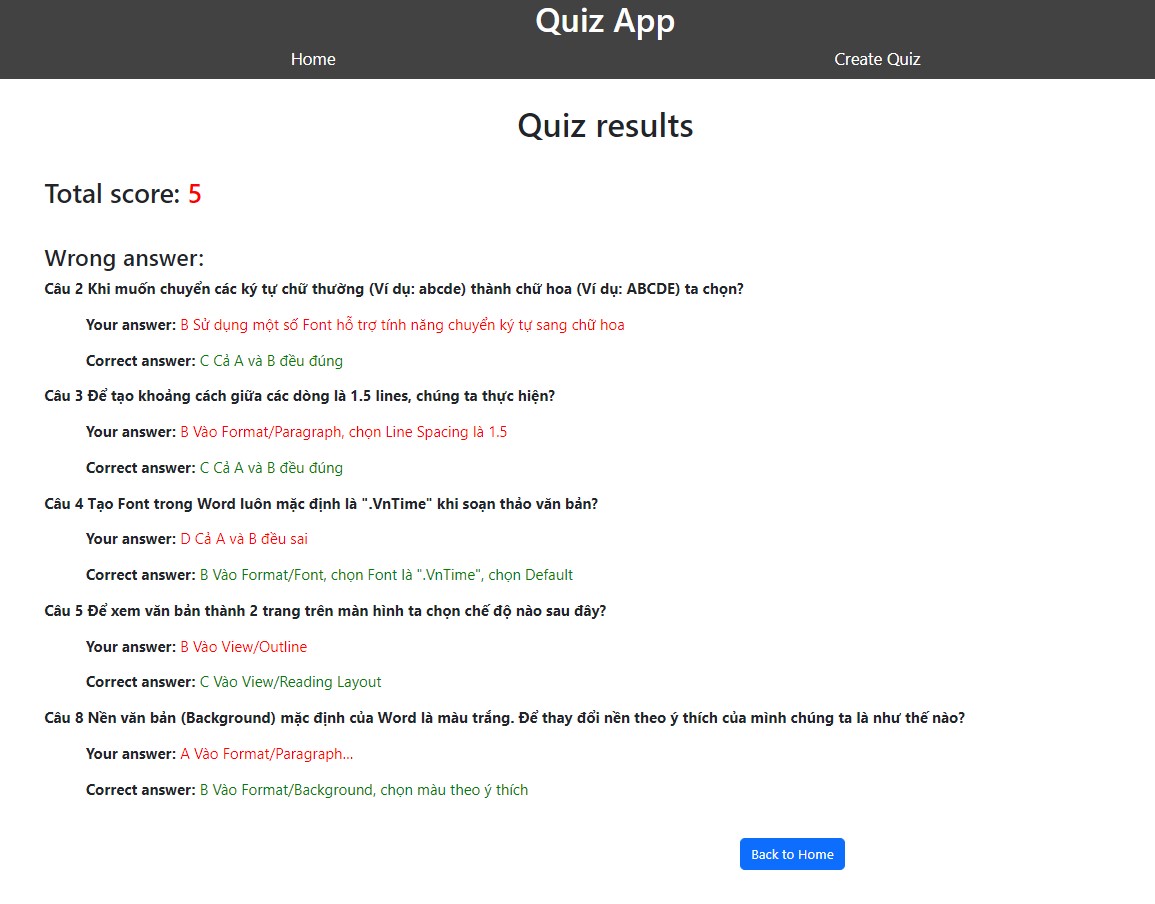 Quiz App
Home Create Quiz
Quiz results
Total score: 5
Wrong answer:
Câu 2 Khi muốn chuyển các ký tự chữ thường (Ví dụ: abcde) thành chữ hoa (Ví dụ: ABCDE) ta chọn?
Your answer: B Sử dụng một số Font hỗ trợ tính năng chuyển ký tự sang chữ hoa
Correct answer: C Cả A và B đều đúng
Câu 3 Để tạo khoảng cách giữa các dòng là 1.5 lines, chúng ta thực hiện?
Your answer: B Vào Format/Paragraph, chọn Line Spacing là 1.5
Correct answer: C Cả A và B đều đúng
Câu 4 Tạo Font trong Word luôn mặc định là ".VnTime" khi soạn thảo văn bản?
Your answer: D Cả A và B đều sai
Correct answer: B Vào Format/Font, chọn Font là ".VnTime", chọn Default
Câu 5 Để xem văn bản thành 2 trang trên màn hình ta chọn chế độ nào sau đây?
Your answer: B Vào View/Outline
Correct answer: C Vào View/Reading Layout
Câu 8 Nền văn bản (Background) mặc định của Word là màu trắng. Để thay đổi nền theo ý thích của mình chúng ta là như thế nào?
Your answer: A Vào Format/Paragraph...
Correct answer: B Vào Format/Background, chọn màu theo ý thích
Back to Home